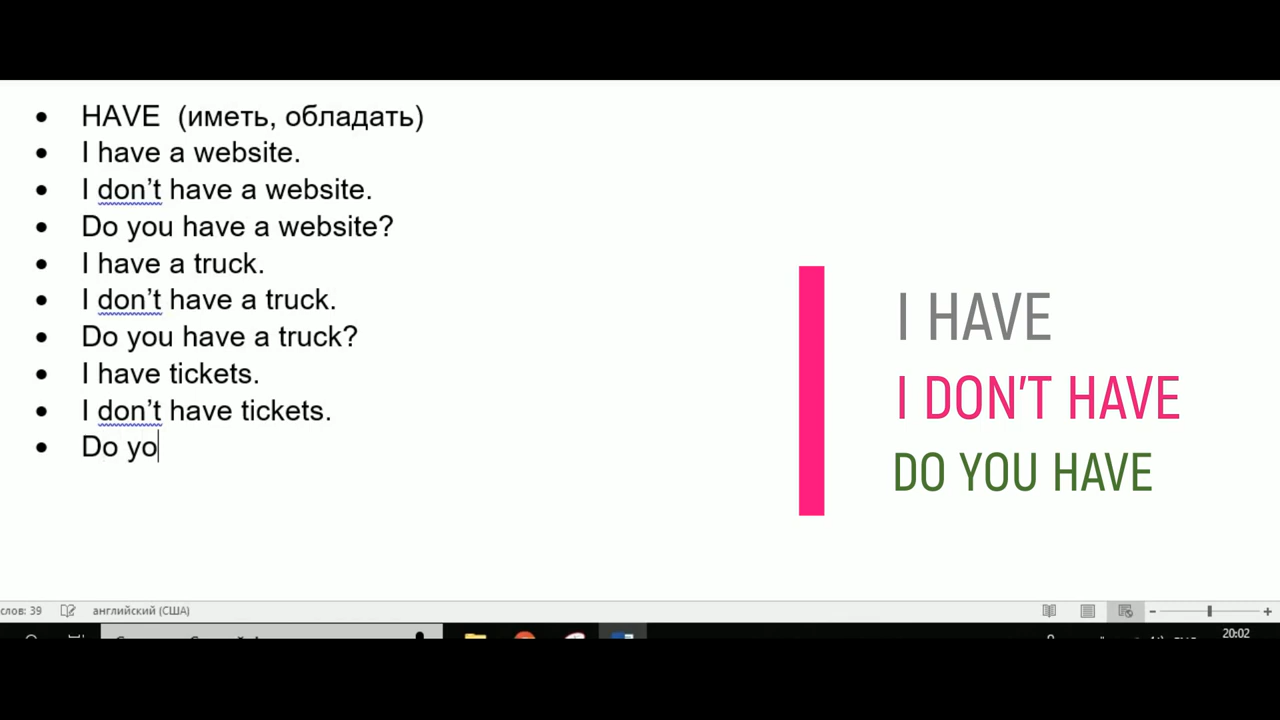 HAVE (иметь, обладать)
I have a website.
I don’t have a website.
Do you have a website?
I have a truck.
I don’t have a truck.
Do you have a truck?
I have tickets.
I don’t have tickets.
Do yo
I HAVE
I DON’T HAVE
DO YOU HAVE
слов: 39 английский (США)
20:02